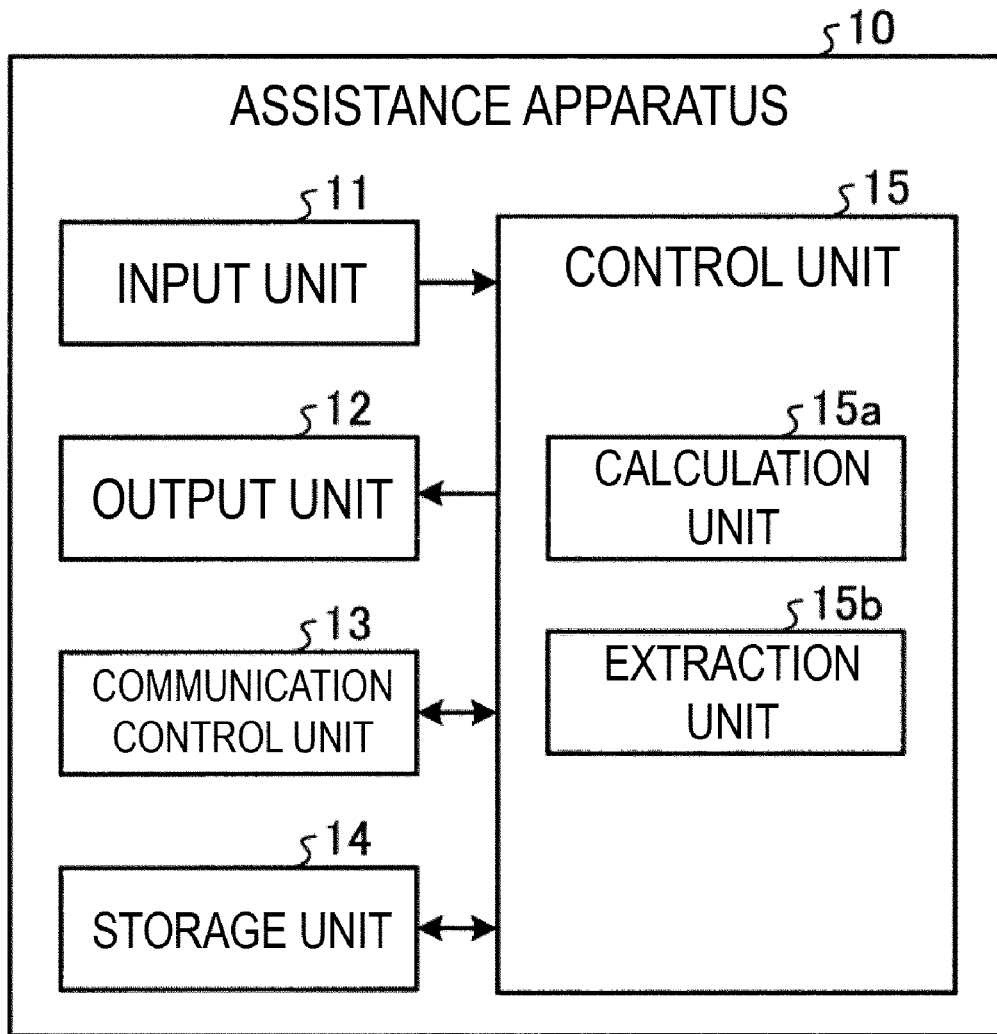 10
ASSISTANCE APPARATUS
11
INPUT UNIT
12
OUTPUT UNIT
13
COMMUNICATION
CONTROL UNIT
14
STORAGE UNIT
15
CONTROL UNIT
15a
CALCULATION
UNIT
15b
EXTRACTION
UNIT